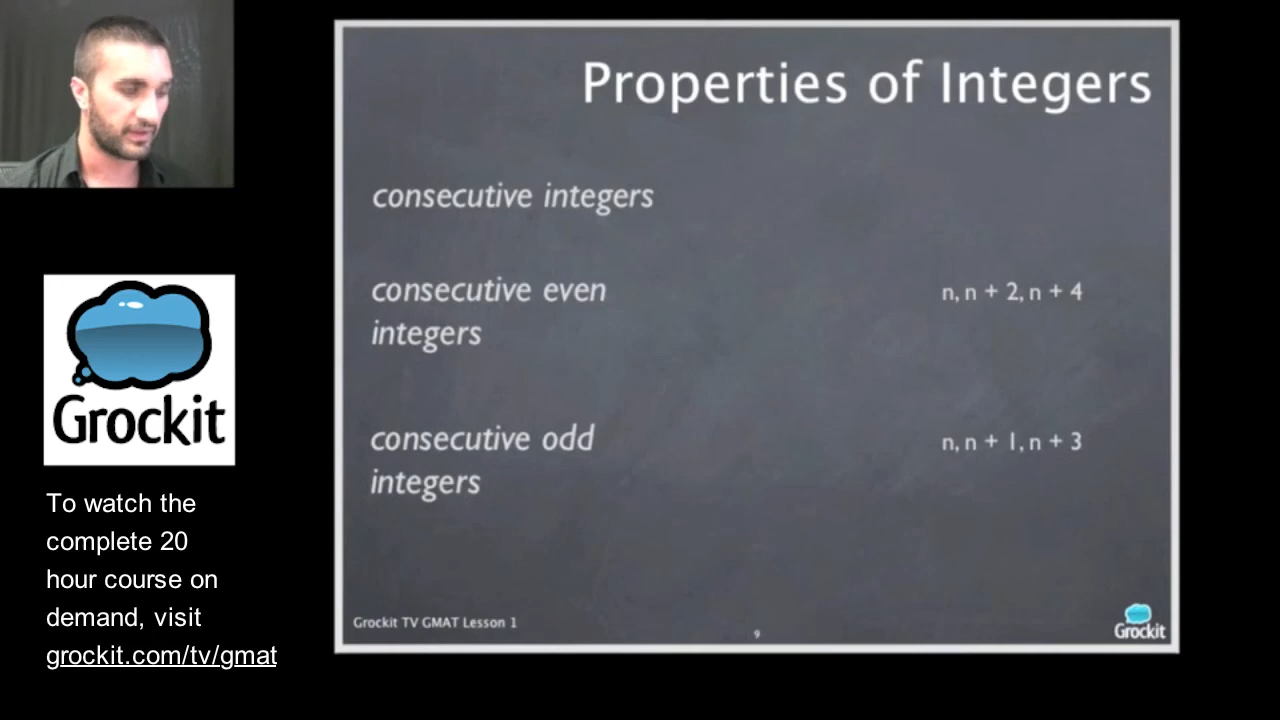 Properties of Integers
consecutive integers
consecutive even
integers
n, n + 2, n + 4
consecutive odd
integers
n, n + 1, n + 3
Grockit TV GMAT Lesson 1
9
Grockit
Grockit
To watch the
complete 20
hour course on
demand, visit
grockit.com/tv/gmat